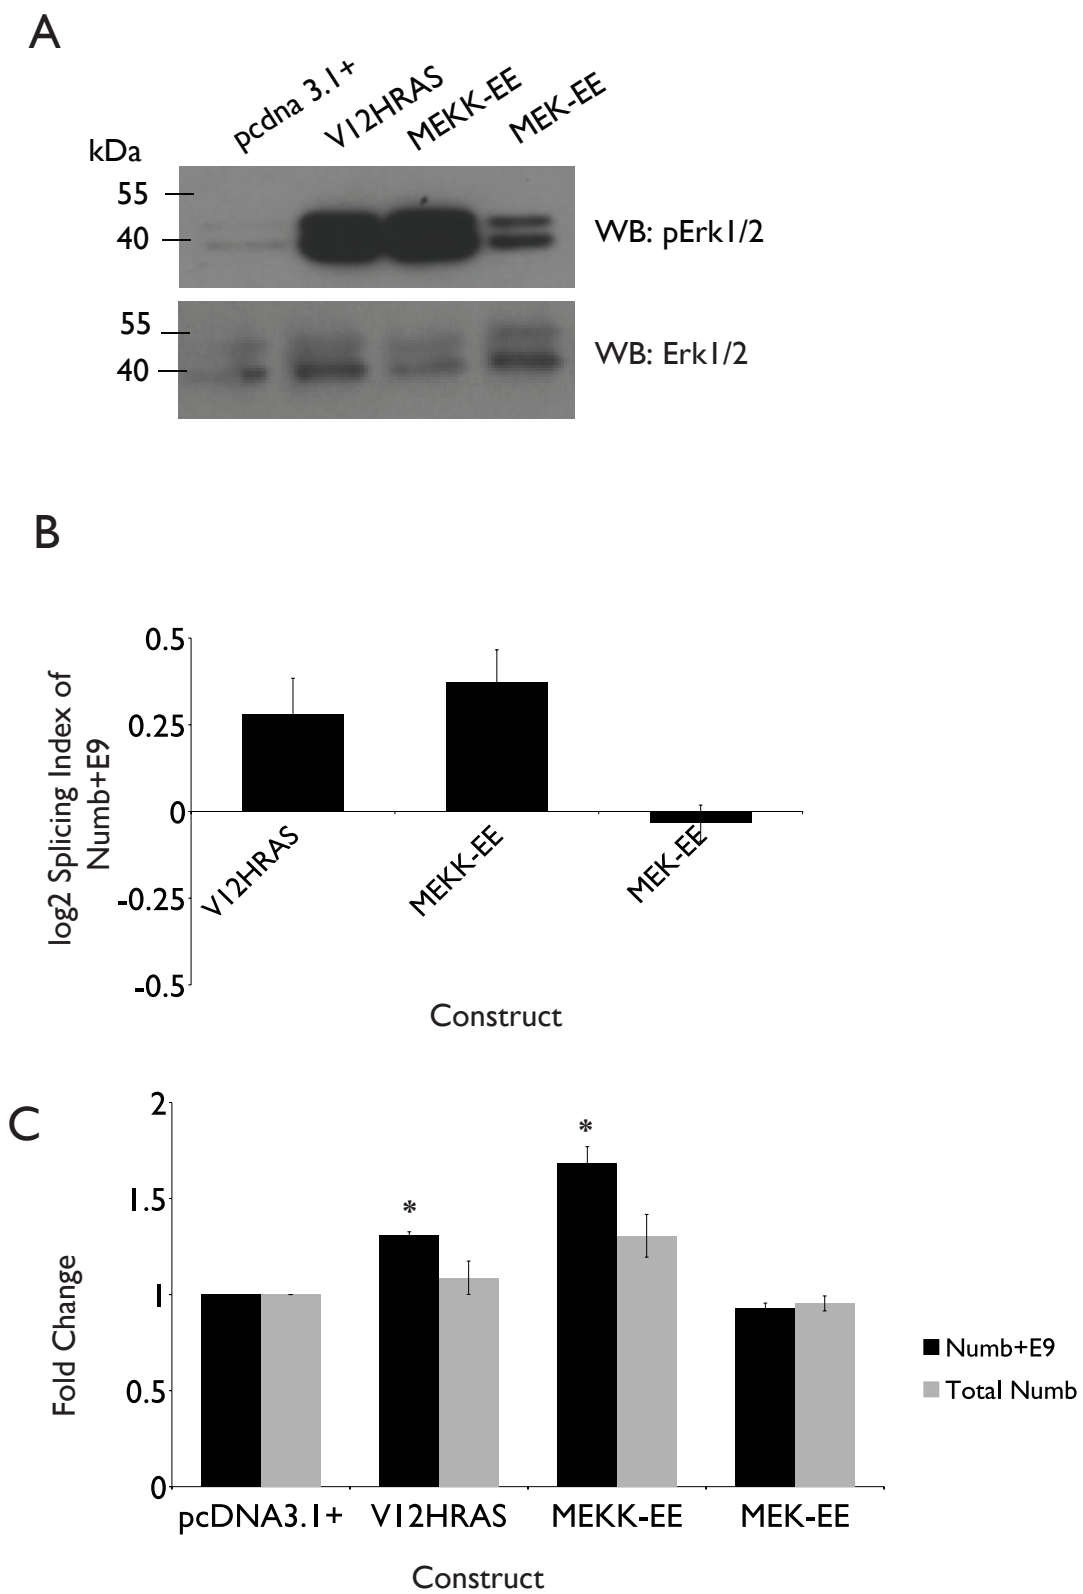 A
pcdna 3.1+
V12HRAS
MEKK-EE
MEK-EE
kDa
55
40
WB: pErk1/2
55
40
WB: Erk1/2
B
0.5
0.25
0
-0.25
-0.5
log2 Splicing Index of
Numb+E9
V12HRAS
MEKK-EE
MEK-EE
Construct
C
2
1.5
1
0.5
0
Fold Change
*
*
Numb+E9
Total Numb
pcDNA3.1+
V12HRAS
MEKK-EE
MEK-EE
Construct